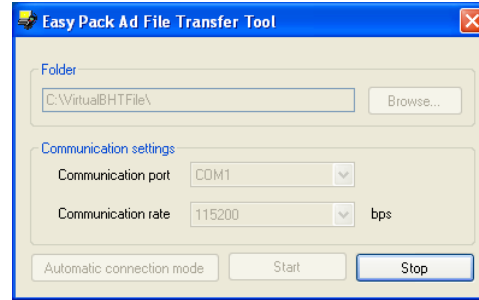 Easy Pack Ad File Transfer Tool
Folder
C:\VirtualBHTFile\
Browse...
Communication settings
Communication port COM1
Communication rate 115200 bps
Automatic connection mode Start Stop